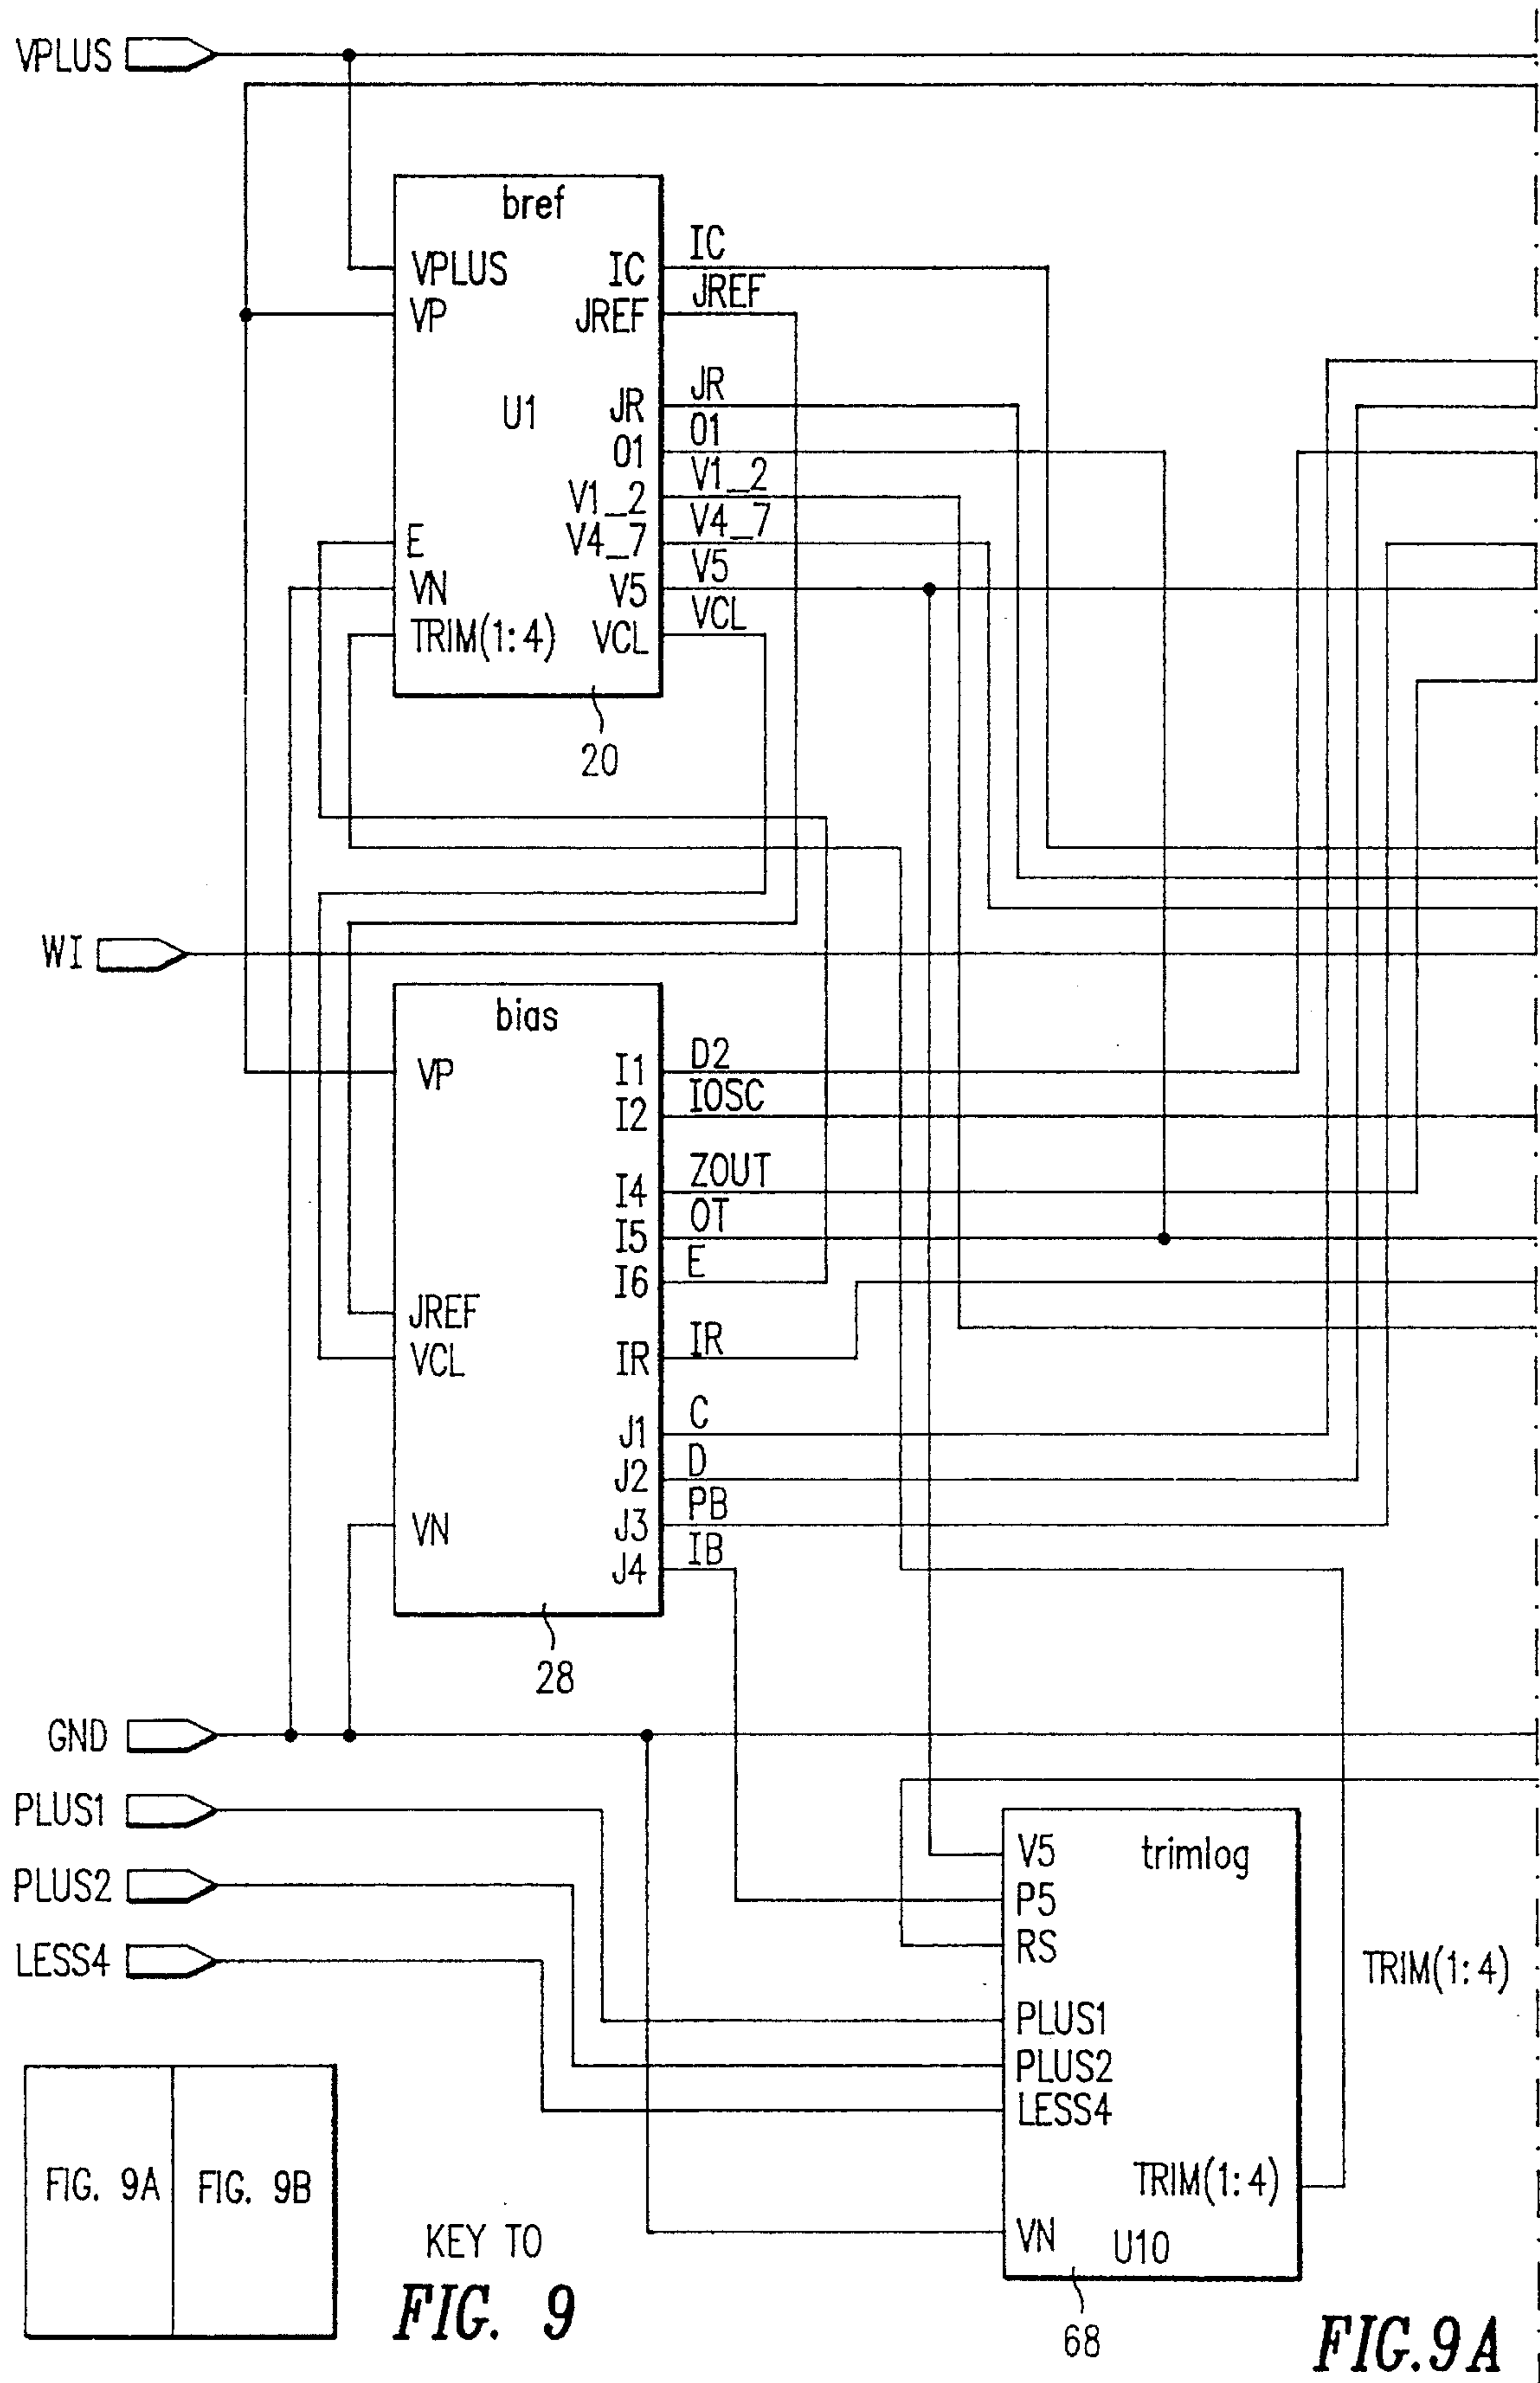 VPLUS
bref
VPLUS
VP
E
VN
TRIM(1:4)
U1
IC
JREF
JR
O1
V1_2
V4_7
V5
VCL
IC
JREF
JR
O1
V1_2
V4_7
V5
VCL
20
WI
bias
VP
JREF
VCL
VN
I1
I2
I4
I5
I6
IR
J1
J2
J3
J4
D2
IOSC
ZOUT
OT
E
IR
C
D
PB
IB
28
GND
PLUS1
PLUS2
LESS4
trimlog
V5
P5
RS
PLUS1
PLUS2
LESS4
VN
TRIM(1:4)
U10
TRIM(1:4)
68
FIG. 9A
FIG. 9B
KEY TO
FIG. 9
FIG.9A